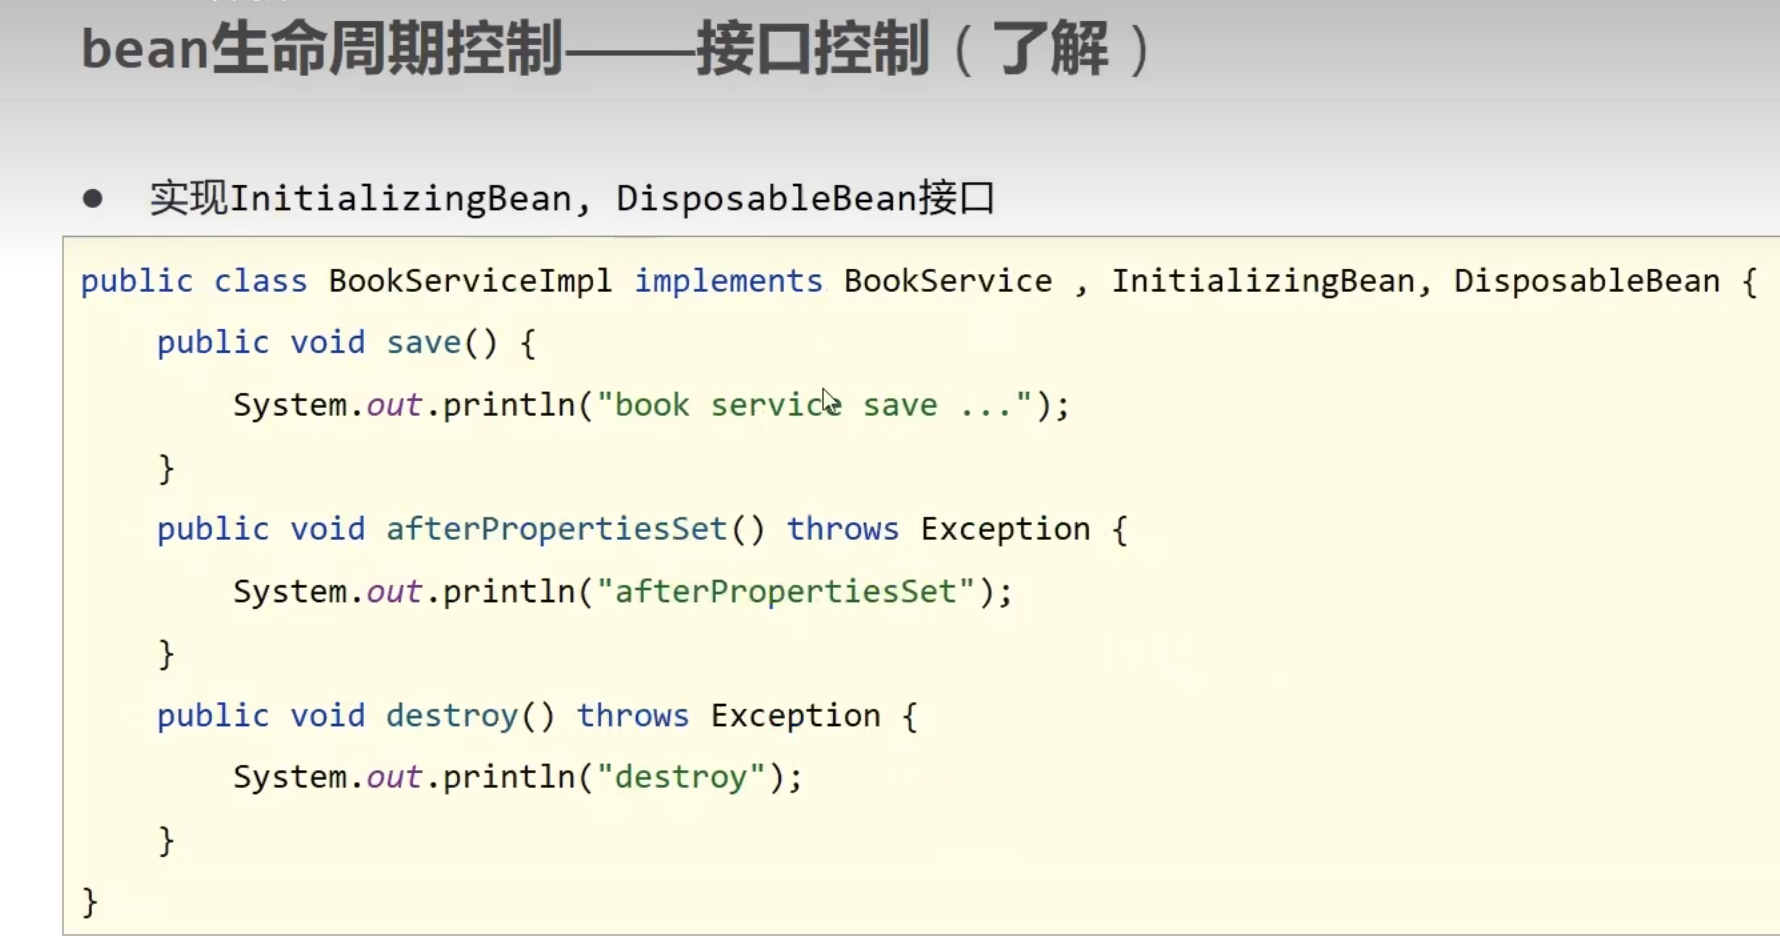 bean生命周期控制——接口控制（了解）
● 实现InitializingBean, DisposableBean接口
public class BookServiceImpl implements BookService , InitializingBean, DisposableBean {
    public void save() {
        System.out.println("book service save ...");
    }
    public void afterPropertiesSet() throws Exception {
        System.out.println("afterPropertiesSet");
    }
    public void destroy() throws Exception {
        System.out.println("destroy");
    }
}